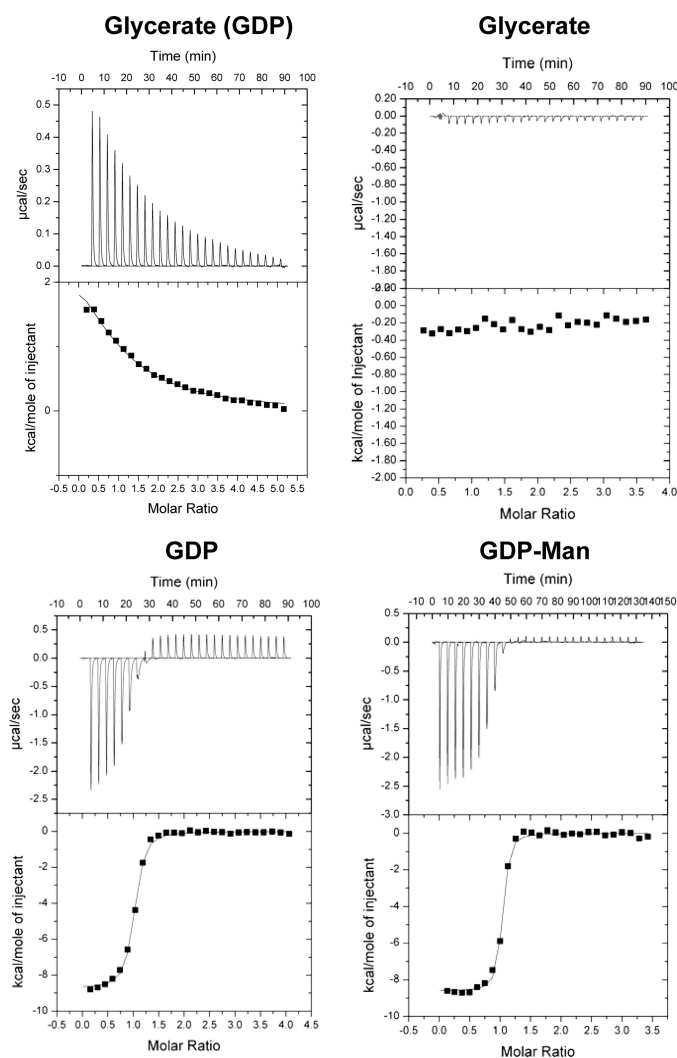 Glycerate (GDP)
Time (min)
-10 0 10 20 30 40 50 60 70 80 90 100
0.5
0.4
0.3
0.2
0.1
0.0
µcal/sec
2
0
kcal/mole of injectant
-0.5 0.0 0.5 1.0 1.5 2.0 2.5 3.0 3.5 4.0 4.5 5.0 5.5
Molar Ratio
Glycerate
Time (min)
-10 0 10 20 30 40 50 60 70 80 90 100
0.20
0.00
-0.20
-0.40
-0.60
-0.80
-1.00
-1.20
-1.40
-1.60
-1.80
µcal/sec
0.00
-0.20
-0.40
-0.60
-0.80
-1.00
-1.20
-1.40
-1.60
-1.80
-2.00
kcal/mole of Injectant
0.0 0.5 1.0 1.5 2.0 2.5 3.0 3.5 4.0
Molar Ratio
GDP
Time (min)
-10 0 10 20 30 40 50 60 70 80 90 100
0.5
0.0
-0.5
-1.0
-1.5
-2.0
-2.5
µcal/sec
0
-2
-4
-6
-8
-10
kcal/mole of injectant
0.0 0.5 1.0 1.5 2.0 2.5 3.0 3.5 4.0 4.5
Molar Ratio
GDP-Man
Time (min)
-10 0 10 20 30 40 50 60 70 80 90 100 110 120 130 140 150
0.5
0.0
-0.5
-1.0
-1.5
-2.0
-2.5
-3.0
µcal/sec
0
-2
-4
-6
-8
-10
kcal/mole of injectant
0.0 0.5 1.0 1.5 2.0 2.5 3.0 3.5
Molar Ratio